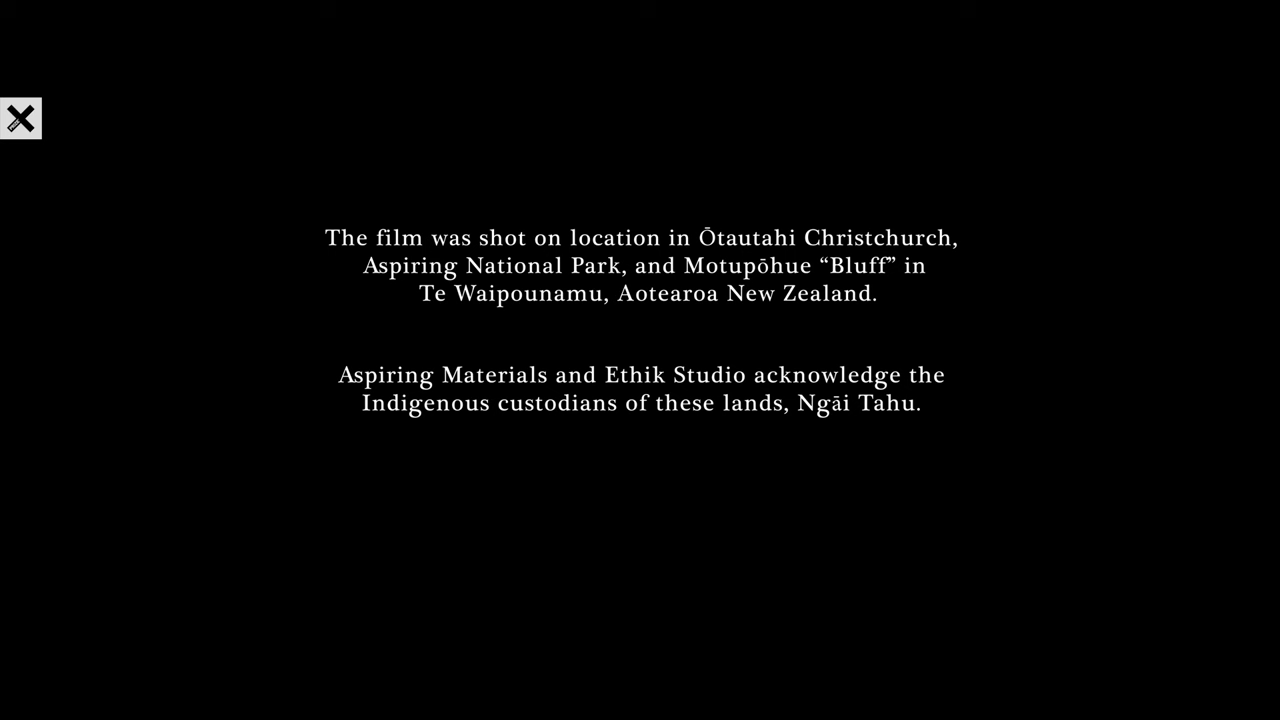 The film was shot on location in Ōtautahi Christchurch,
Aspiring National Park, and Motupōhue “Bluff” in
Te Waipounamu, Aotearoa New Zealand.
Aspiring Materials and Ethik Studio acknowledge the
Indigenous custodians of these lands, Ngāi Tahu.